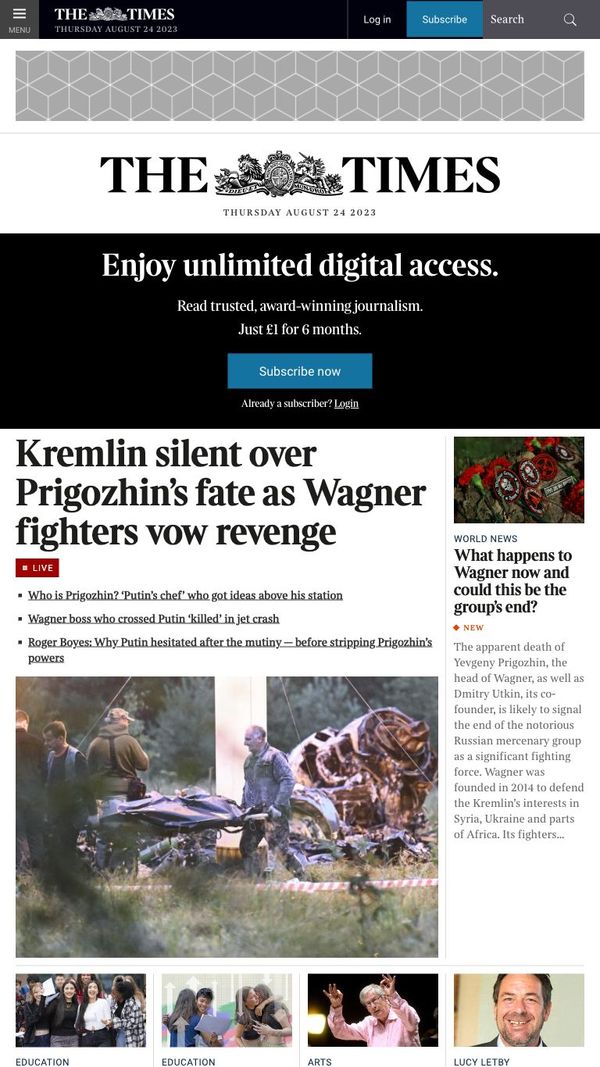 MENU
THE TIMES
THURSDAY AUGUST 24 2023
Log in
Subscribe
Search
THE TIMES
THURSDAY AUGUST 24 2023
Enjoy unlimited digital access.
Read trusted, award-winning journalism.
Just £1 for 6 months.
Subscribe now
Already a subscriber? Login
Kremlin silent over
Prigozhin's fate as Wagner
fighters vow revenge
LIVE
Who is Prigozhin? ‘Putin's chef’ who got ideas above his station
Wagner boss who crossed Putin ‘killed’ in jet crash
Roger Boyes: Why Putin hesitated after the mutiny — before stripping Prigozhin's
powers
WORLD NEWS
What happens to
Wagner now and
could this be the
group's end?
NEW
The apparent death of
Yevgeny Prigozhin, the
head of Wagner, as well as
Dmitry Utkin, its co-
founder, is likely to signal
the end of the notorious
Russian mercenary group
as a significant fighting
force. Wagner was
founded in 2014 to defend
the Kremlin's interests in
Syria, Ukraine and parts
of Africa. Its fighters...
EDUCATION
EDUCATION
ARTS
LUCY LETBY